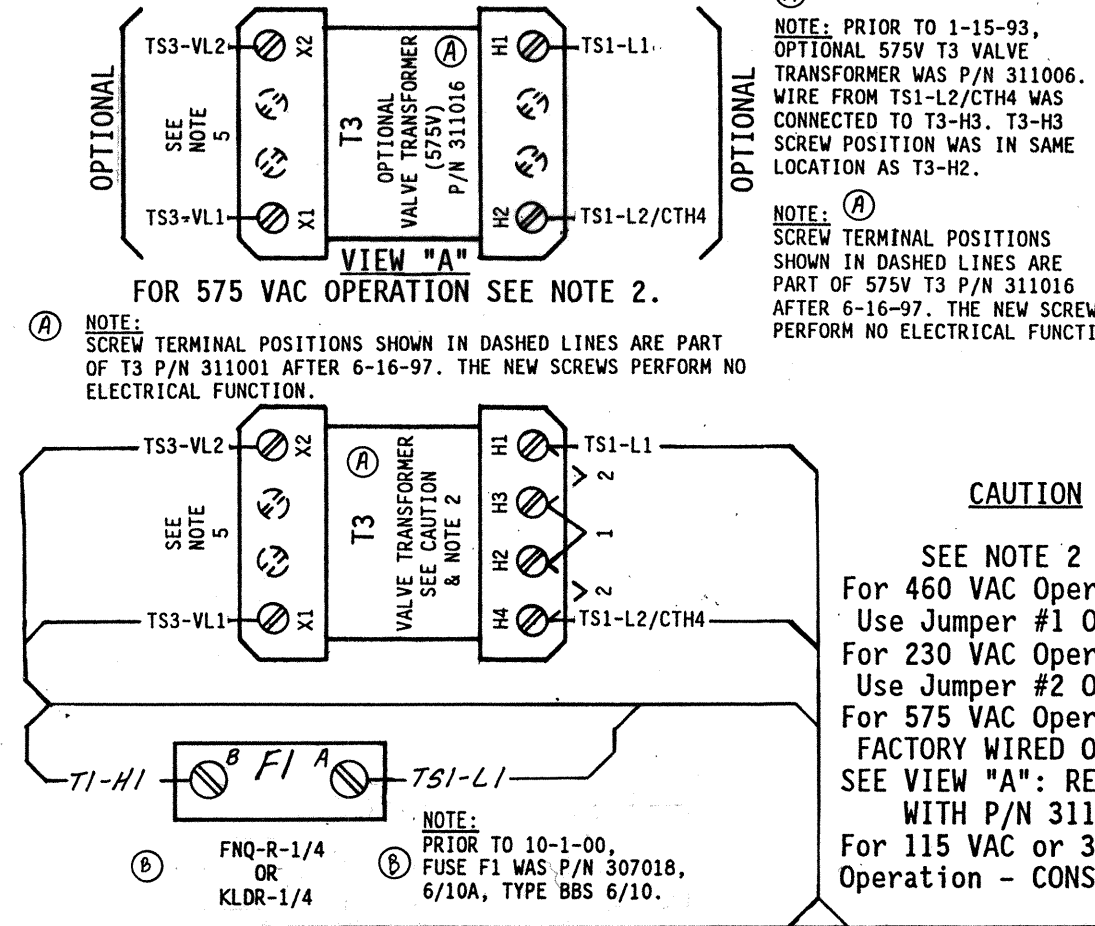 A
NOTE: PRIOR TO 1-15-93,
OPTIONAL 575V T3 VALVE
TRANSFORMER WAS P/N 311006.
WIRE FROM TS1-L2/CTH4 WAS
CONNECTED TO T3-H3. T3-H3
SCREW POSITION WAS IN SAME
LOCATION AS T3-H2.
NOTE: A
SCREW TERMINAL POSITIONS
SHOWN IN DASHED LINES ARE
PART OF 575V T3 P/N 311016
AFTER 6-16-97. THE NEW SCREW
PERFORM NO ELECTRICAL FUNCTI
OPTIONAL
TS3-VL2
SEE
NOTE
5
TS3-VL1
X2
X1
T3
OPTIONAL
VALVE TRANSFORMER
(575V)
P/N 311016
A
H1
H2
TS1-L1
TS1-L2/CTH4
OPTIONAL
VIEW "A"
FOR 575 VAC OPERATION SEE NOTE 2.
A NOTE:
SCREW TERMINAL POSITIONS SHOWN IN DASHED LINES ARE PART
OF T3 P/N 311001 AFTER 6-16-97. THE NEW SCREWS PERFORM NO
ELECTRICAL FUNCTION.
TS3-VL2
SEE
NOTE
5
TS3-VL1
X2
X1
A
T3
VALVE TRANSFORMER
SEE CAUTION
& NOTE 2
H1
H3
H2
H4
TS1-L1
2
1
2
TS1-L2/CTH4
CAUTION
SEE NOTE 2
For 460 VAC Oper
Use Jumper #1 O
For 230 VAC Oper
Use Jumper #2 O
For 575 VAC Oper
FACTORY WIRED O
SEE VIEW "A": RE
WITH P/N 311
For 115 VAC or 3
Operation - CONS
T1-H1
B F1 A
TS1-L1
B
FNQ-R-1/4
OR
KLDR-1/4
NOTE:
B PRIOR TO 10-1-00,
FUSE F1 WAS P/N 307018,
6/10A, TYPE BBS 6/10.